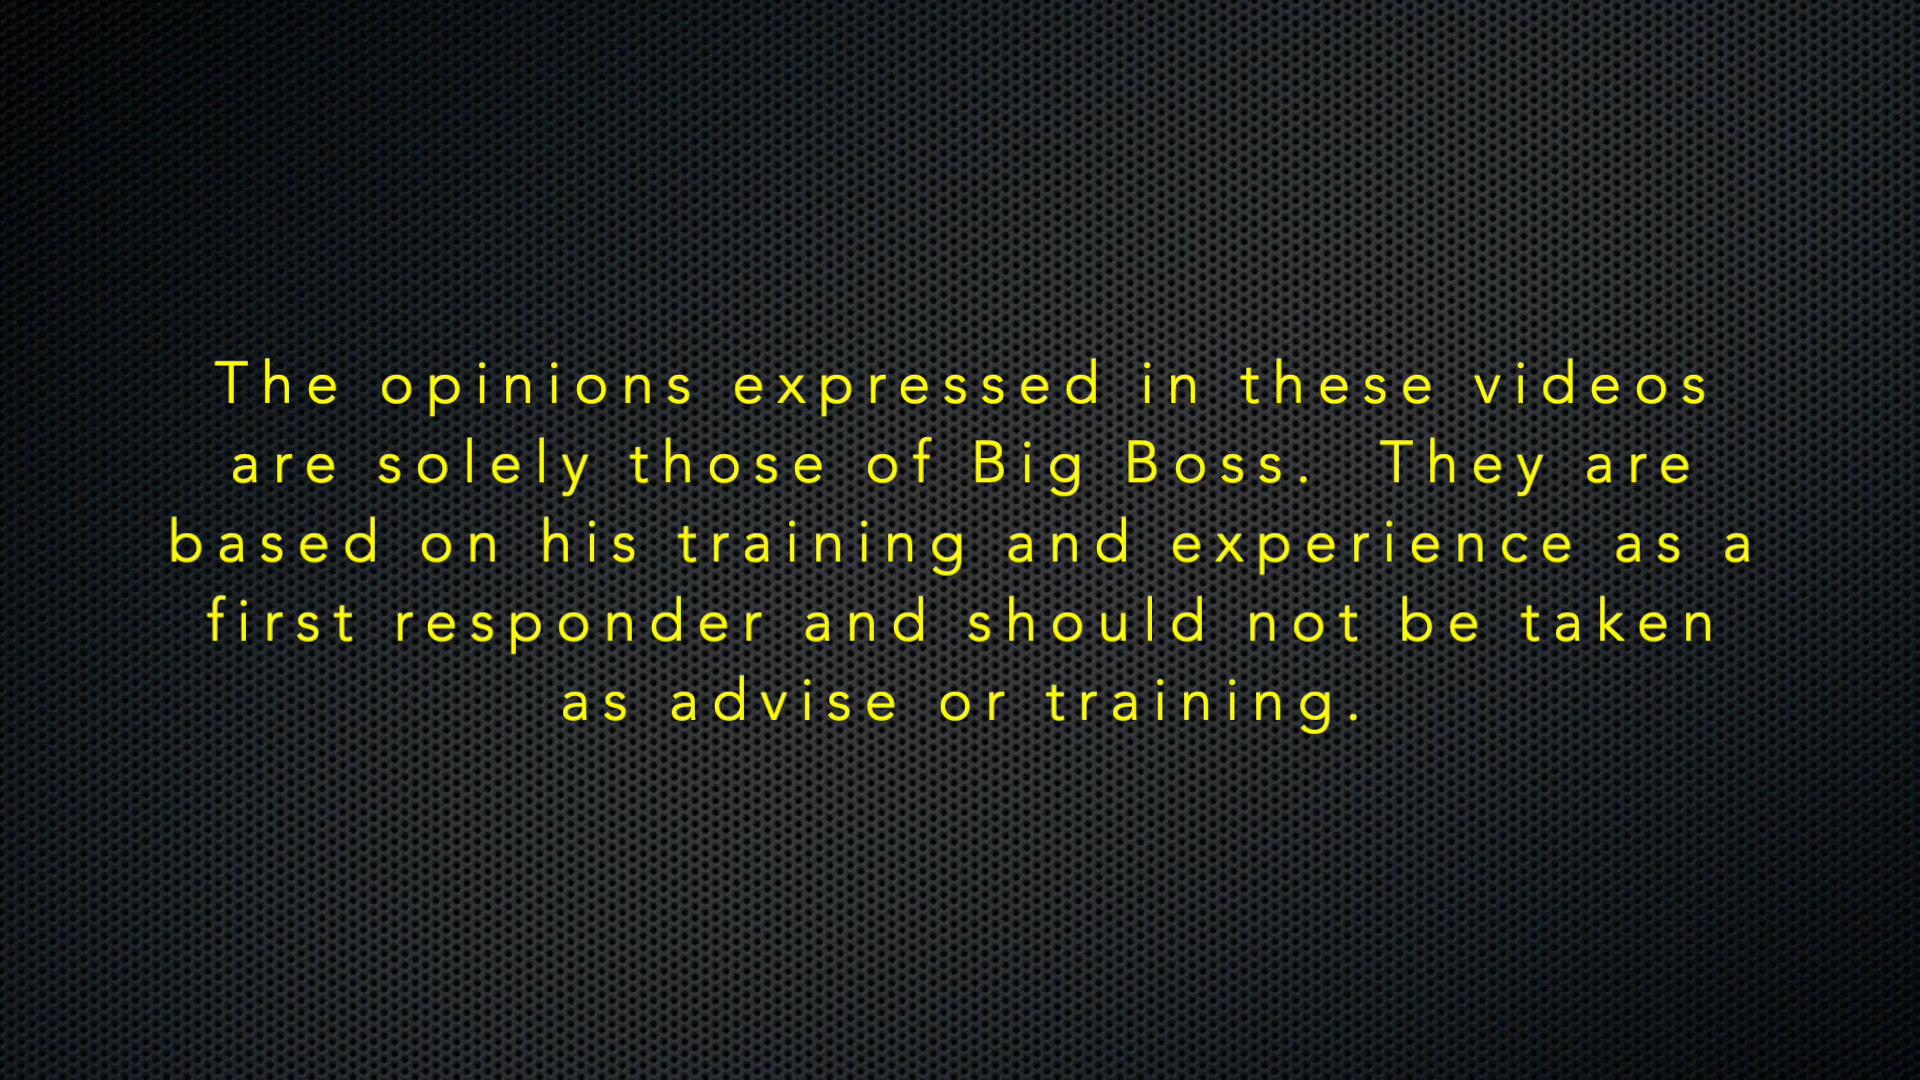 The opinions expressed in these videos
are solely those of Big Boss.  They are
based on his training and experience as a
first responder and should not be taken
as advise or training.